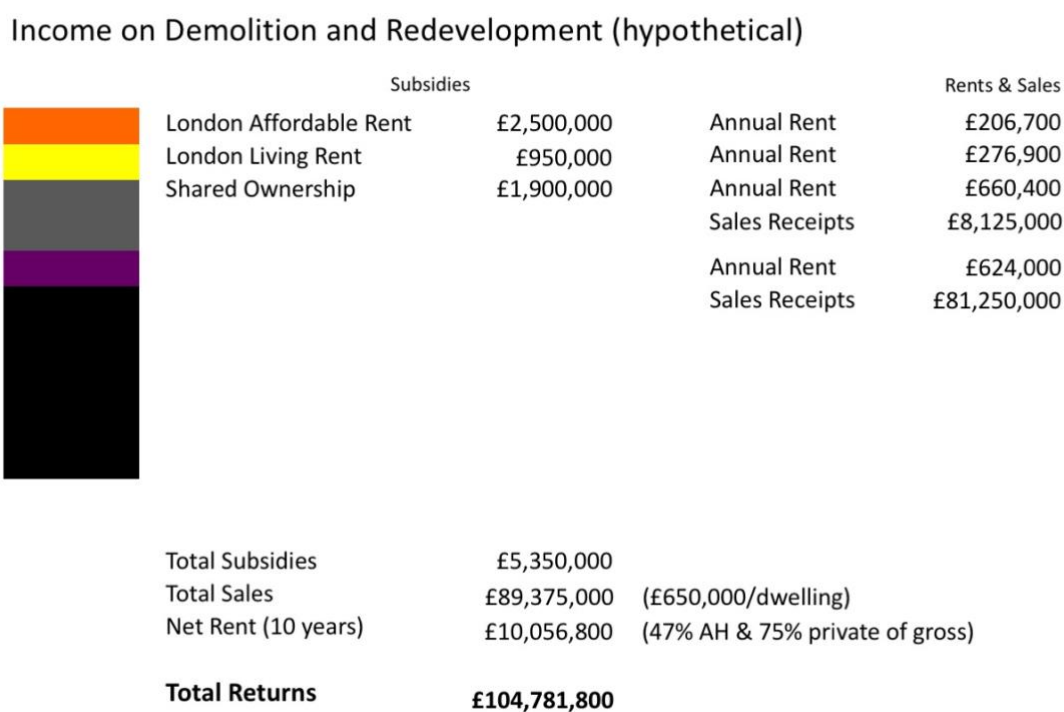 Income on Demolition and Redevelopment (hypothetical)
Subsidies Rents & Sales
London Affordable Rent £2,500,000 Annual Rent £206,700
London Living Rent £950,000 Annual Rent £276,900
Shared Ownership £1,900,000 Annual Rent £660,400
Sales Receipts £8,125,000
Annual Rent £624,000
Sales Receipts £81,250,000
Total Subsidies £5,350,000
Total Sales £89,375,000 (£650,000/dwelling)
Net Rent (10 years) £10,056,800 (47% AH & 75% private of gross)
Total Returns £104,781,800